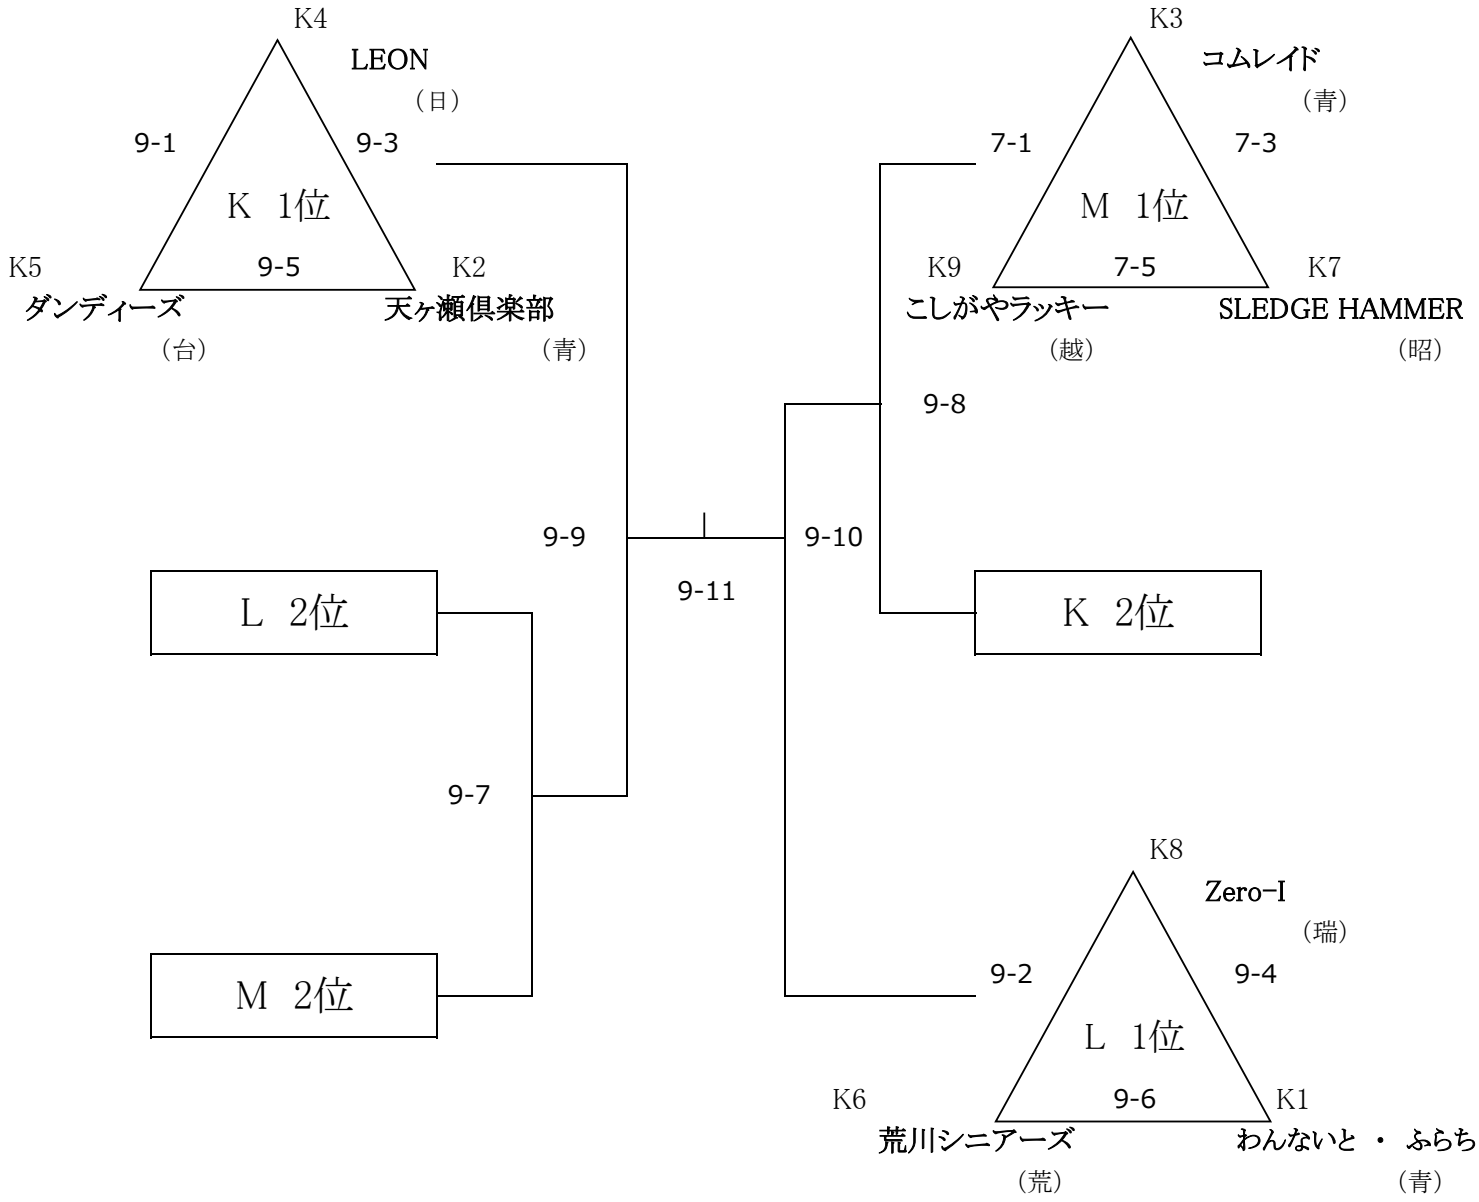 K4
LEON
（日）
9-1
9-3
K 1位
K5
9-5
K2
ダンディーズ
天ヶ瀬倶楽部
（台）
（青）
K3
コムレイド
（青）
7-1
7-3
M 1位
K9
7-5
K7
こしがやラッキー
SLEDGE HAMMER
（越）
（昭）
9-8
9-9
9-10
9-11
L 2位
K 2位
9-7
M 2位
K8
Zero-I
（瑞）
9-2
9-4
L 1位
K6
9-6
K1
荒川シニアーズ
わんないと ・ ふらち
（荒）
（青）